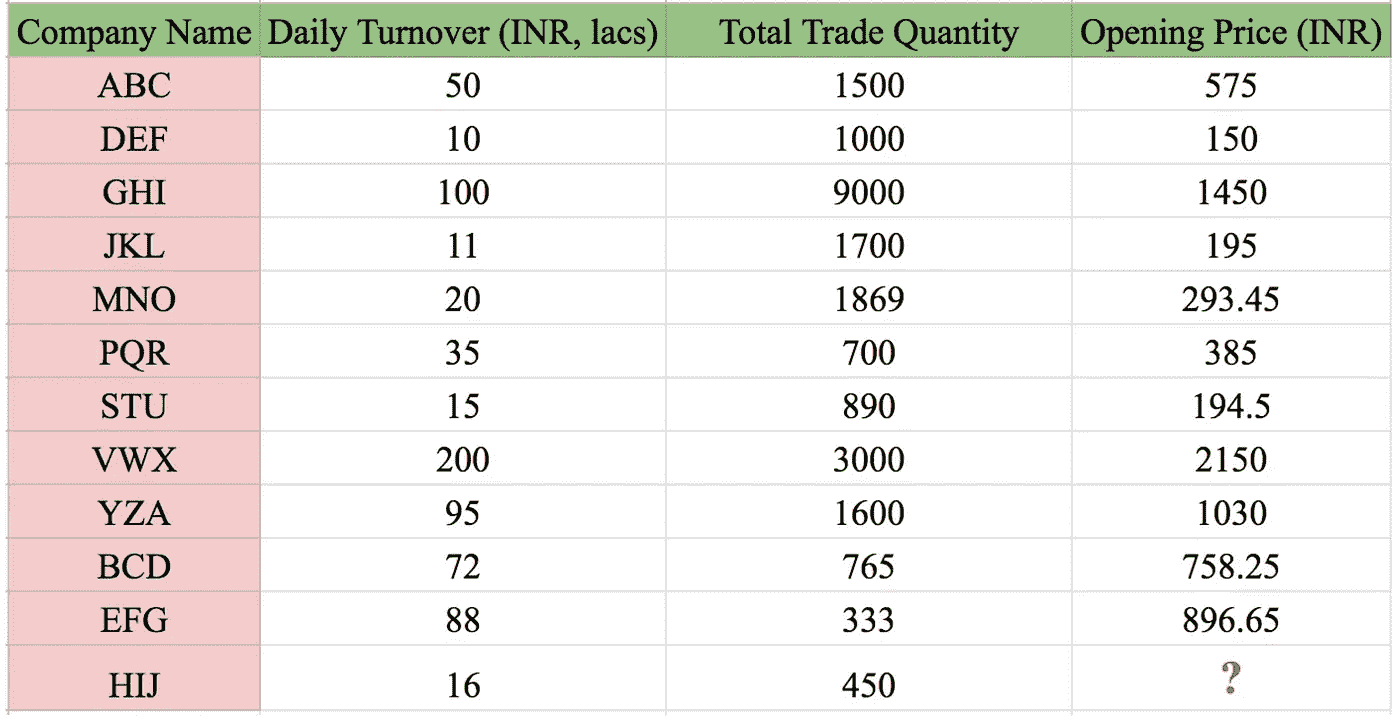 Company Name Daily Turnover (INR, lacs) Total Trade Quantity Opening Price (INR)
ABC 50 1500 575
DEF 10 1000 150
GHI 100 9000 1450
JKL 11 1700 195
MNO 20 1869 293.45
PQR 35 700 385
STU 15 890 194.5
VWX 200 3000 2150
YZA 95 1600 1030
BCD 72 765 758.25
EFG 88 333 896.65
HIJ 16 450 ?